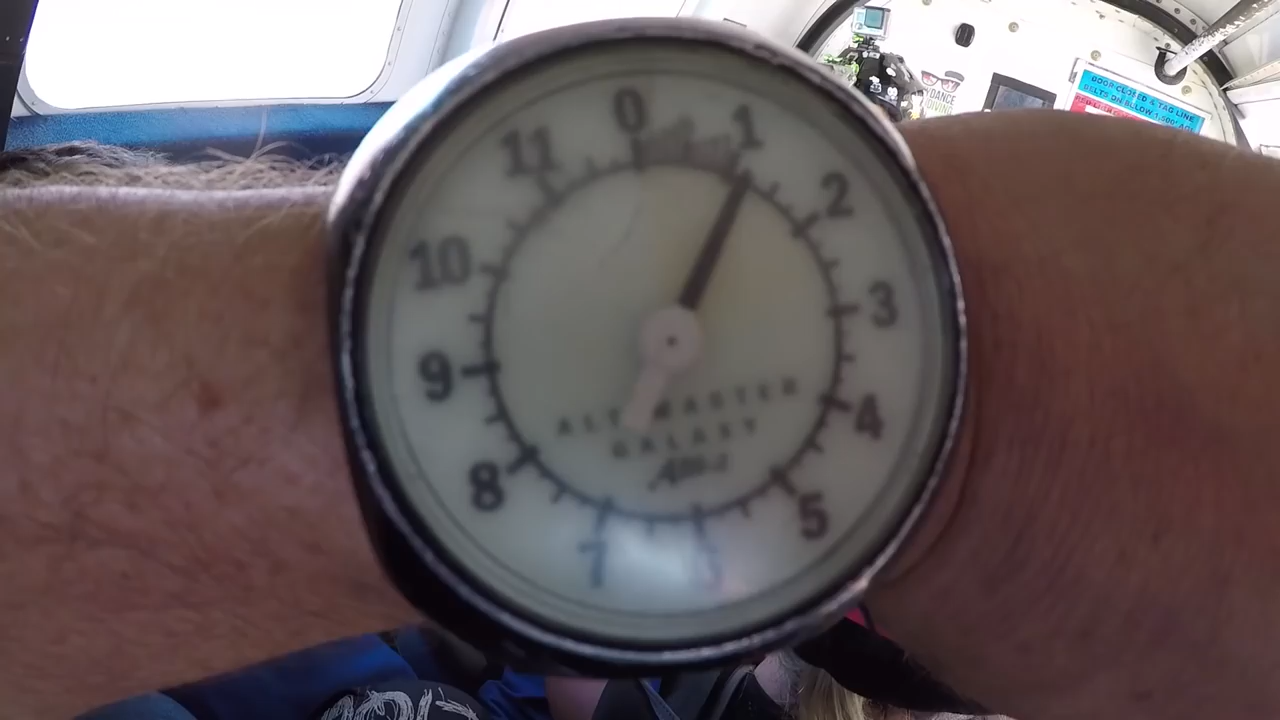 0
1
2
3
4
5
7
8
9
10
11
ALTIMASTER
GALAXY
DOOR CLOSED & TAG LINE
BELTS ON BELOW 1,500' AGL